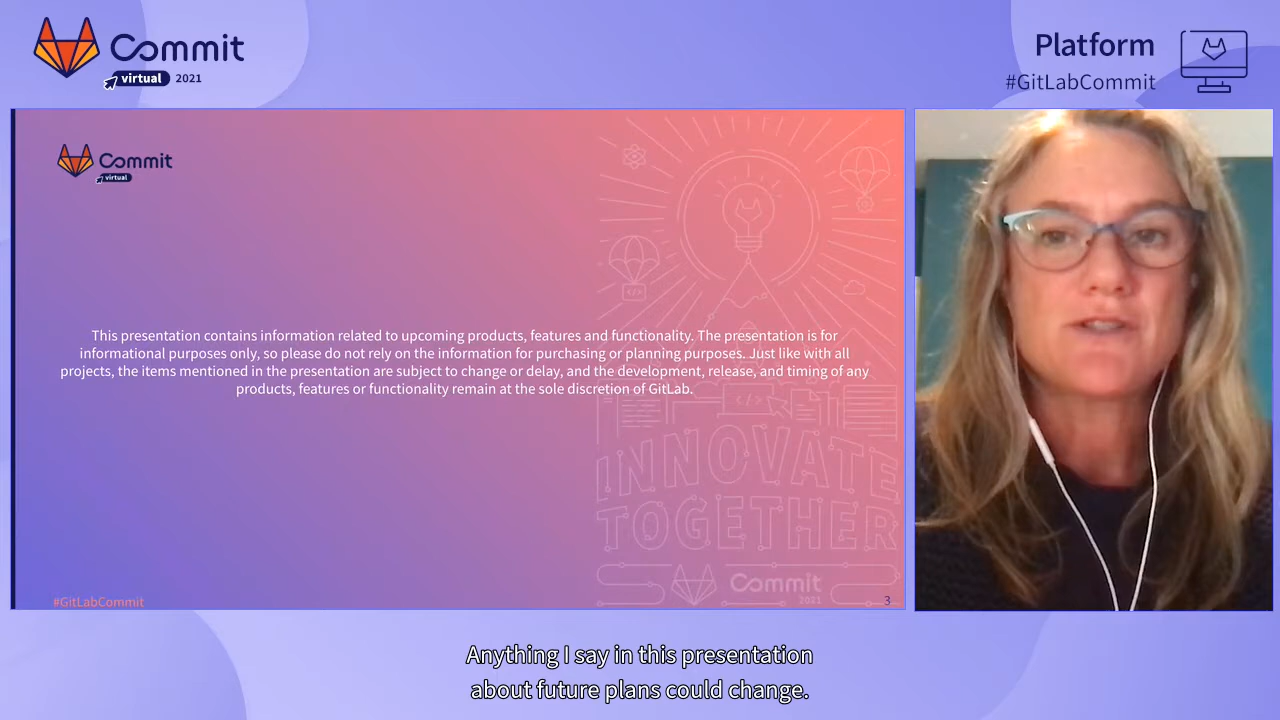 Commit
virtual 2021
Platform
#GitLabCommit
Commit
virtual
This presentation contains information related to upcoming products, features and functionality. The presentation is for
informational purposes only, so please do not rely on the information for purchasing or planning purposes. Just like with all
projects, the items mentioned in the presentation are subject to change or delay, and the development, release, and timing of any
products, features or functionality remain at the sole discretion of GitLab.
</>
</>
INNOVATE
TOGETHER
Commit
2021
#GitLabCommit
3
Anything I say in this presentation
about future plans could change.